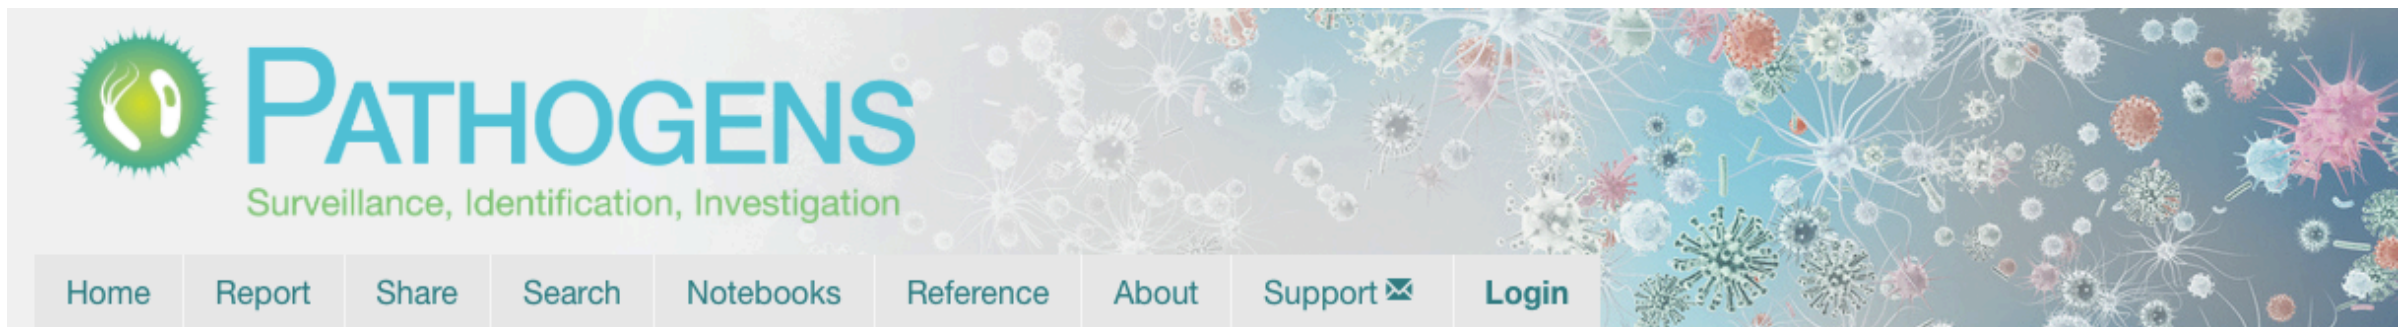 PATHOGENS
Surveillance, Identification, Investigation
Home Report Share Search Notebooks Reference About Support Login